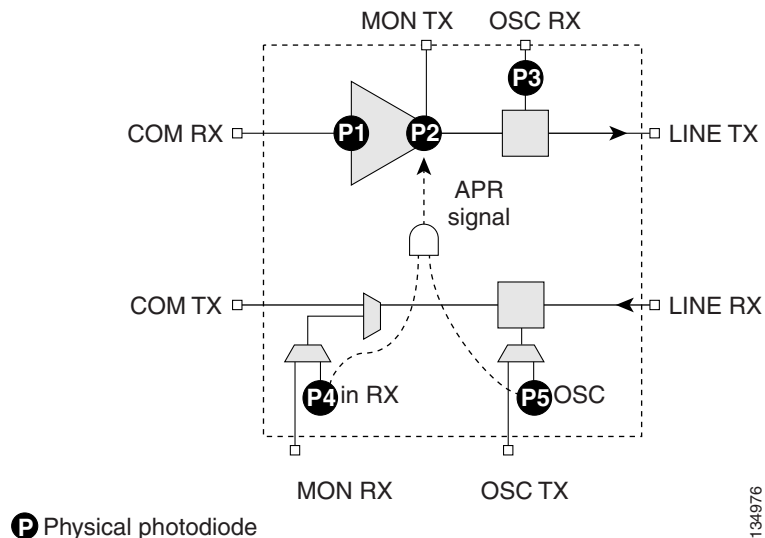 MON TX
OSC RX
P3
COM RX
P1
P2
LINE TX
APR
signal
COM TX
LINE RX
P4
in RX
P5
OSC
MON RX
OSC TX
P Physical photodiode
134976